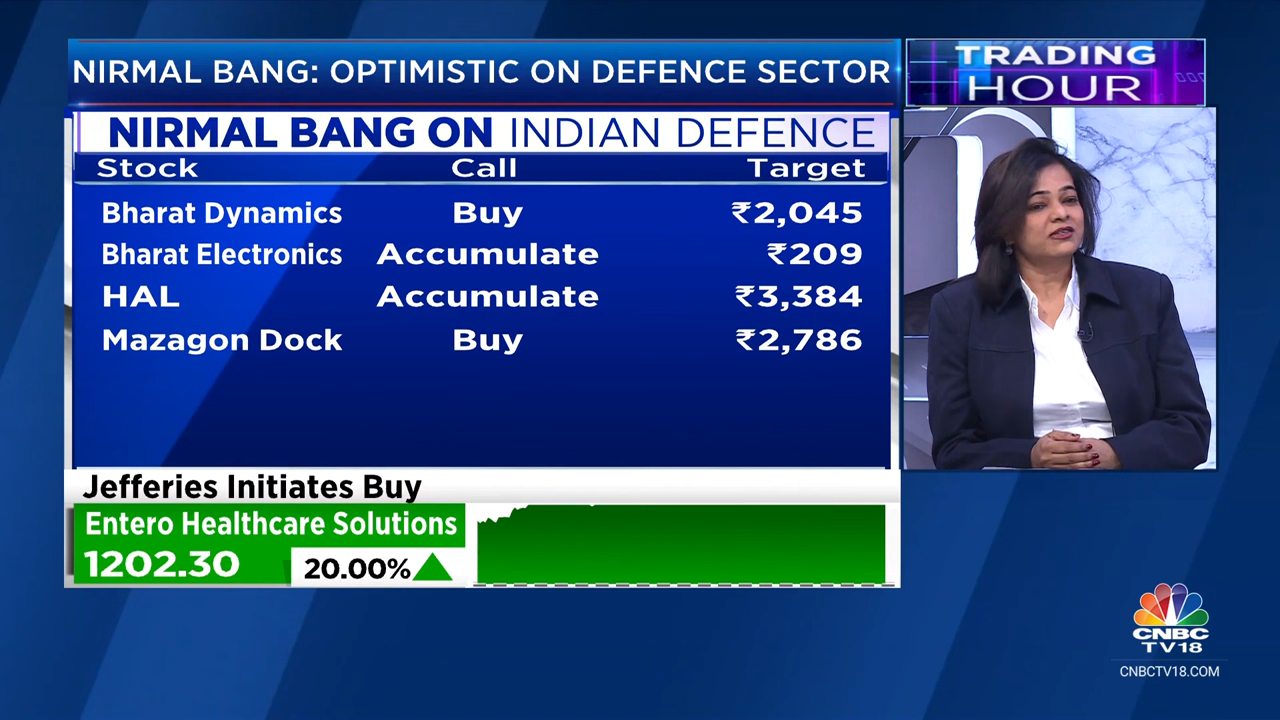 NIRMAL BANG: OPTIMISTIC ON DEFENCE SECTOR
TRADING
HOUR
NIRMAL BANG ON INDIAN DEFENCE
Stock Call Target
Bharat Dynamics Buy ₹2,045
Bharat Electronics Accumulate ₹209
HAL Accumulate ₹3,384
Mazagon Dock Buy ₹2,786
Jefferies Initiates Buy
Entero Healthcare Solutions
1202.30 20.00%
CNBC
TV18
CNBCTV18.COM